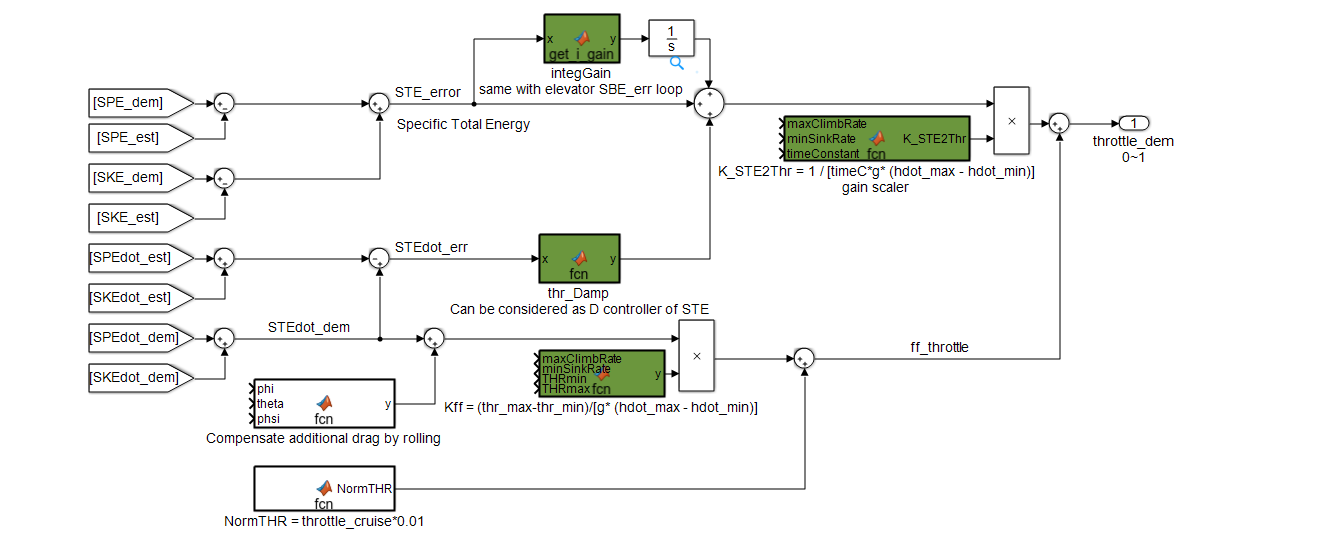 x
y
get_i_gain
integGain
same with elevator SBE_err loop
1
s
[SPE_dem]
[SPE_est]
[SKE_dem]
[SKE_est]
[SPEdot_est]
[SKEdot_est]
[SPEdot_dem]
[SKEdot_dem]
STE_error
Specific Total Energy
maxClimbRate
minSinkRate
timeConstant
fcn
K_STE2Thr
K_STE2Thr = 1 / [timeC*g* (hdot_max - hdot_min)]
gain scaler
×
1
throttle_dem
0~1
STEdot_err
x
y
fcn
thr_Damp
Can be considered as D controller of STE
STEdot_dem
maxClimbRate
minSinkRate
THRmin
THRmax
fcn
y
Kff = (thr_max-thr_min)/[g* (hdot_max - hdot_min)]
×
ff_throttle
phi
theta
phsi
fcn
y
Compensate additional drag by rolling
NormTHR
fcn
NormTHR = throttle_cruise*0.01